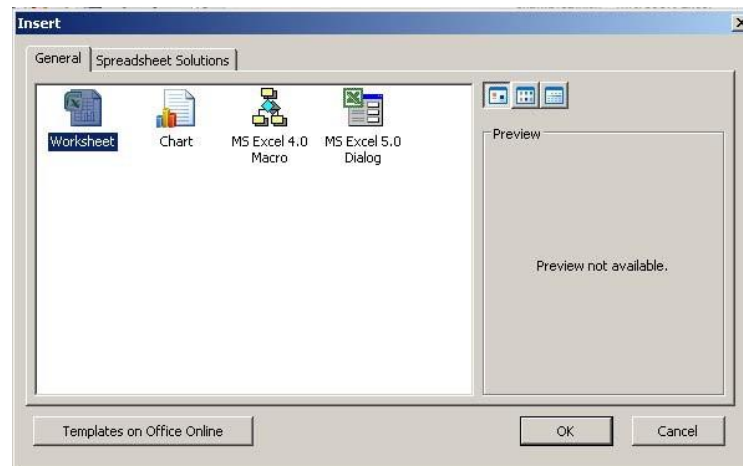 Insert
General
Spreadsheet Solutions
Worksheet
Chart
MS Excel 4.0
Macro
MS Excel 5.0
Dialog
Preview
Preview not available.
Templates on Office Online
OK
Cancel